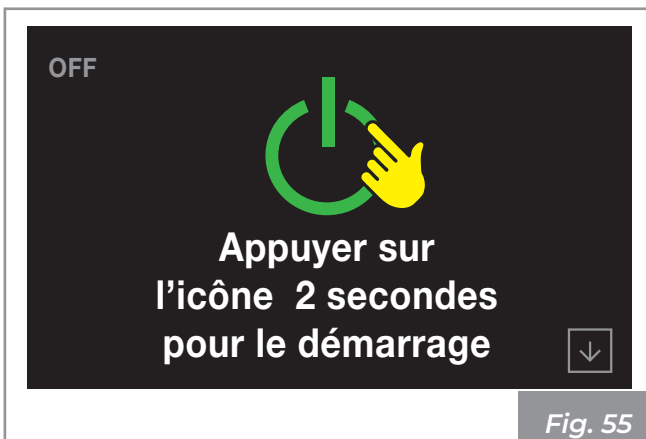 OFF
Appuyer sur
l'icône 2 secondes
pour le démarrage
Fig. 55